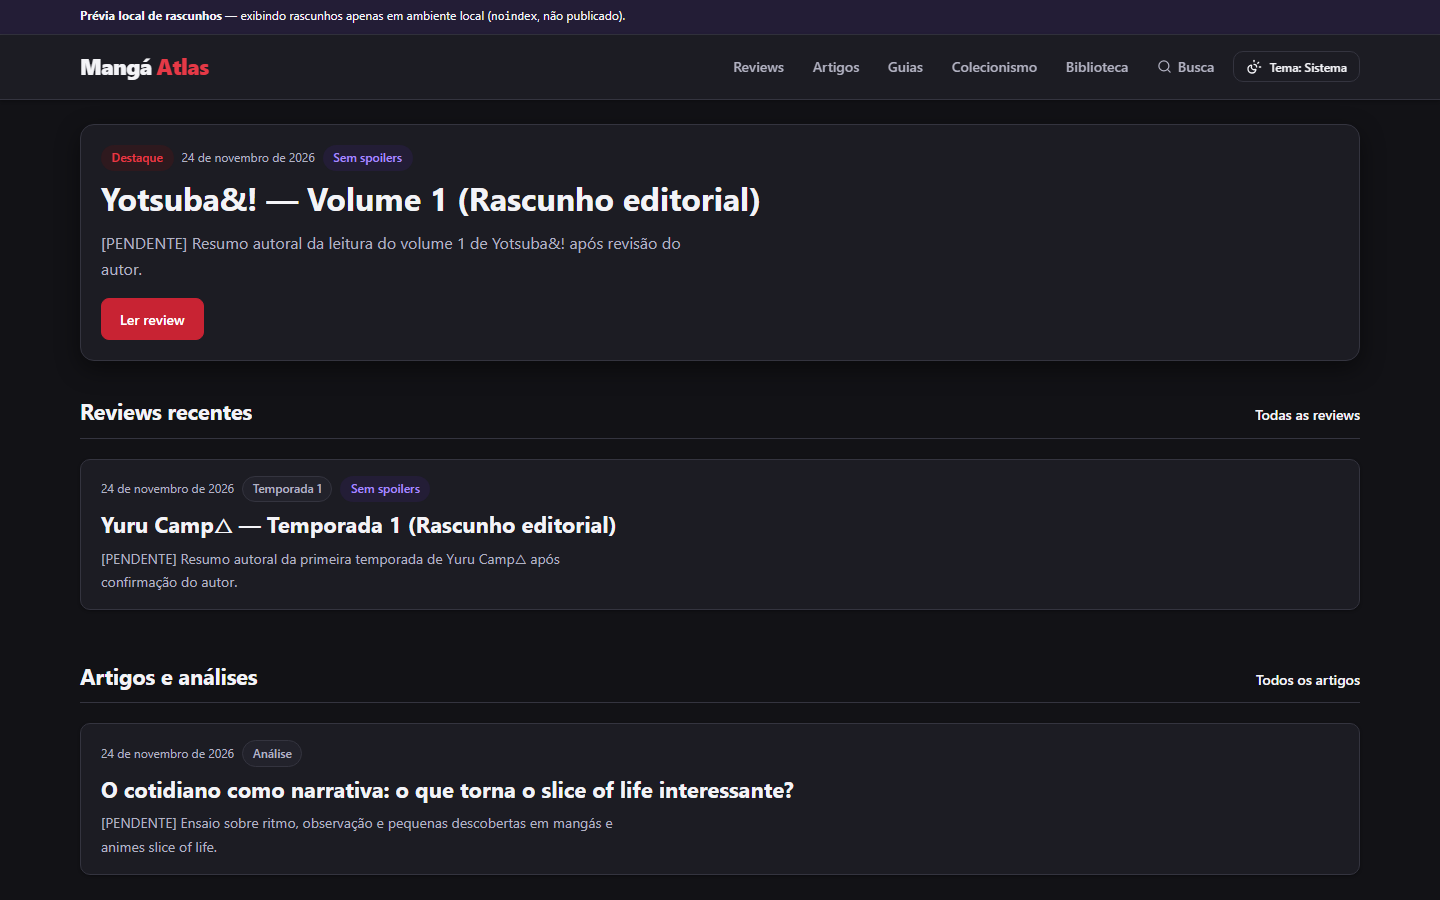 Prévia local de rascunhos — exibindo rascunhos apenas em ambiente local (noindex, não publicado).
Mangá Atlas
Reviews
Artigos
Guias
Colecionismo
Biblioteca
Busca
Tema: Sistema
Destaque
24 de novembro de 2026
Sem spoilers
Yotsuba&! — Volume 1 (Rascunho editorial)
[PENDENTE] Resumo autoral da leitura do volume 1 de Yotsuba&! após revisão do
autor.
Ler review
Reviews recentes
Todas as reviews
24 de novembro de 2026
Temporada 1
Sem spoilers
Yuru Camp△ — Temporada 1 (Rascunho editorial)
[PENDENTE] Resumo autoral da primeira temporada de Yuru Camp△ após
confirmação do autor.
Artigos e análises
Todos os artigos
24 de novembro de 2026
Análise
O cotidiano como narrativa: o que torna o slice of life interessante?
[PENDENTE] Ensaio sobre ritmo, observação e pequenas descobertas em mangás e
animes slice of life.